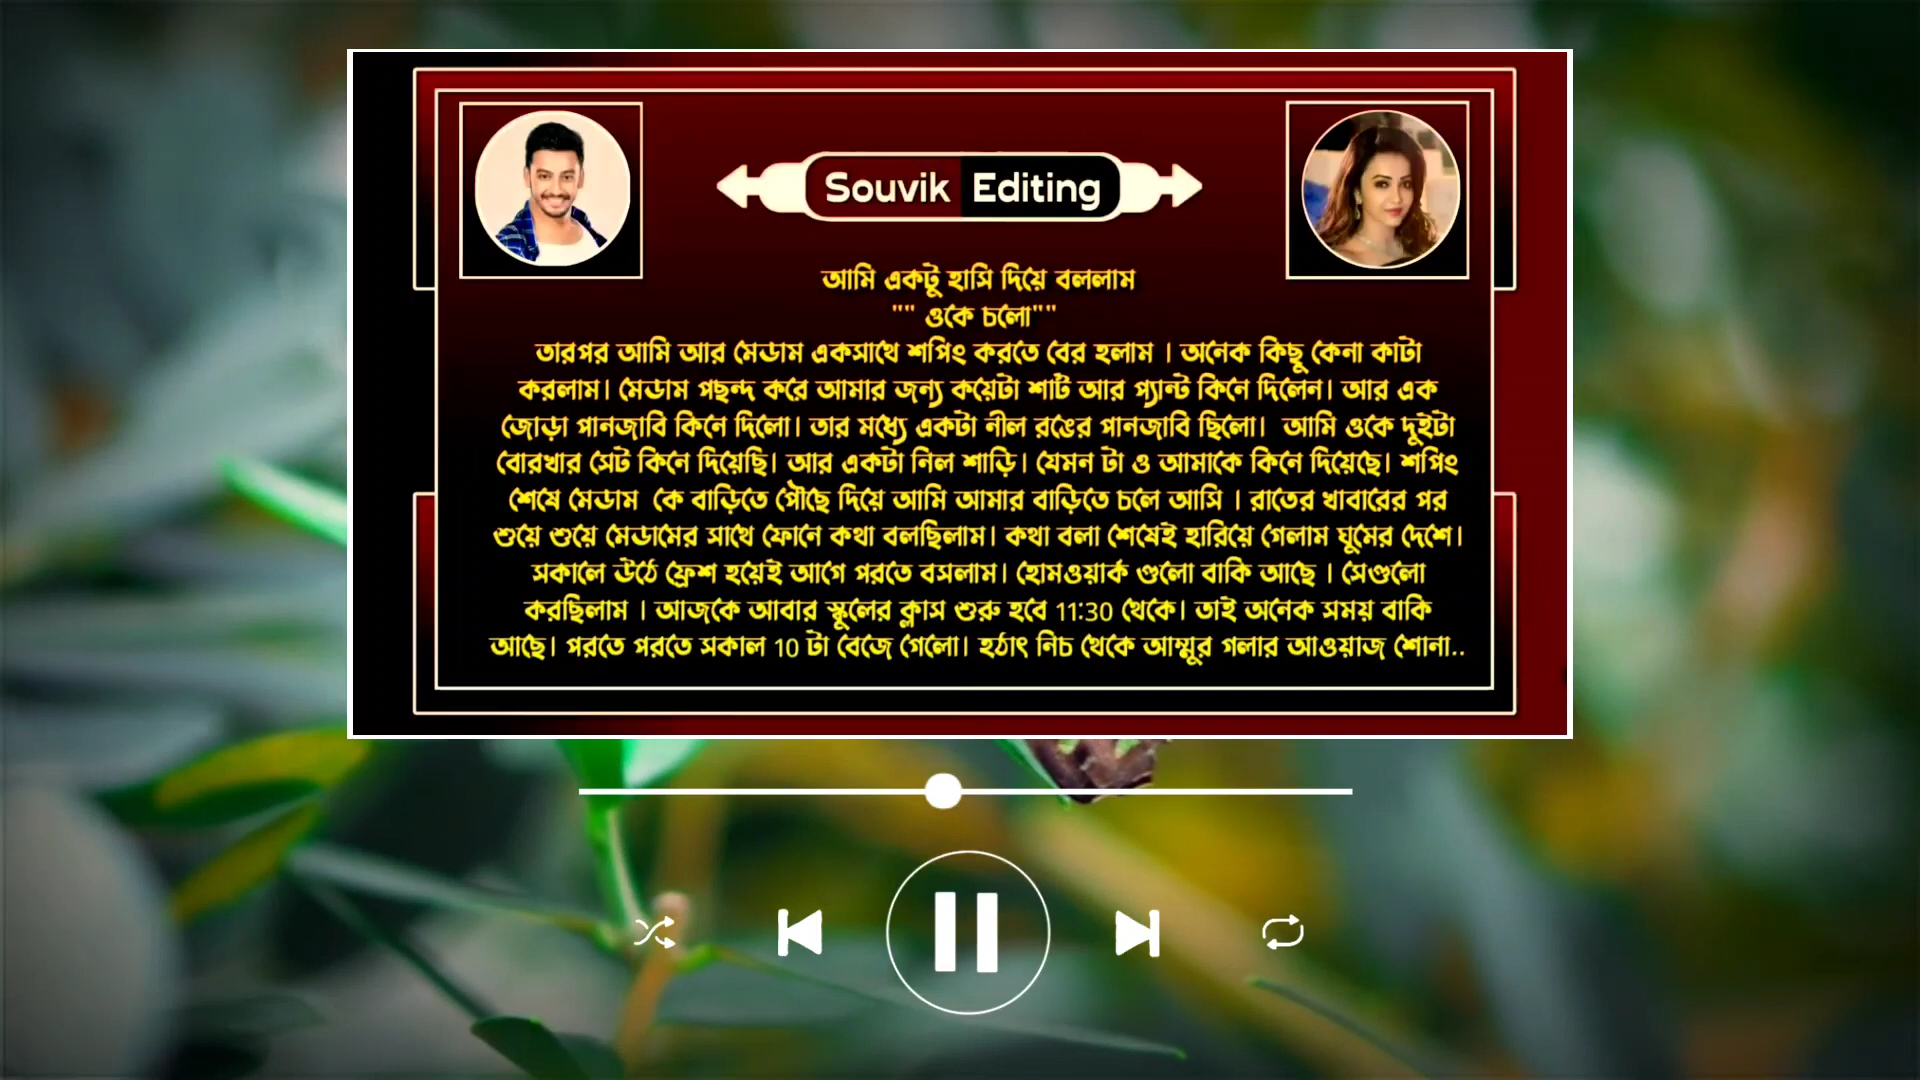 Souvik Editing
আমি একটু হাসি দিয়ে বললাম
"" ওকে চলো""
তারপর আমি আর মেডাম একসাথে শপিং করতে বের হলাম । অনেক কিছু কেনা কাটা
করলাম। মেডাম পছন্দ করে আমার জন্য কয়েটা শার্ট আর প্যান্ট কিনে দিলেন। আর এক
জোড়া পানজাবি কিনে দিলো। তার মধ্যে একটা নীল রঙের পানজাবি ছিলো। আমি ওকে দুইটা
বোরখার সেট কিনে দিয়েছি। আর একটা নিল শাড়ি। যেমন টা ও আমাকে কিনে দিয়েছে। শপিং
শেষে মেডাম কে বাড়িতে পৌছে দিয়ে আমি আমার বাড়িতে চলে আসি । রাতের খাবারের পর
শুয়ে শুয়ে মেডামের সাথে ফোনে কথা বলছিলাম। কথা বলা শেষেই হারিয়ে গেলাম ঘুমের দেশে।
সকালে উঠে ফ্রেশ হয়েই আগে পরতে বসলাম। হোমওয়ার্ক গুলো বাকি আছে । সেগুলো
করছিলাম । আজকে আবার স্কুলের ক্লাস শুরু হবে 11:30 থেকে। তাই অনেক সময় বাকি
আছে। পরতে পরতে সকাল 10 টা বেজে গেলো। হঠাৎ নিচ থেকে আম্মুর গলার আওয়াজ শোনা..